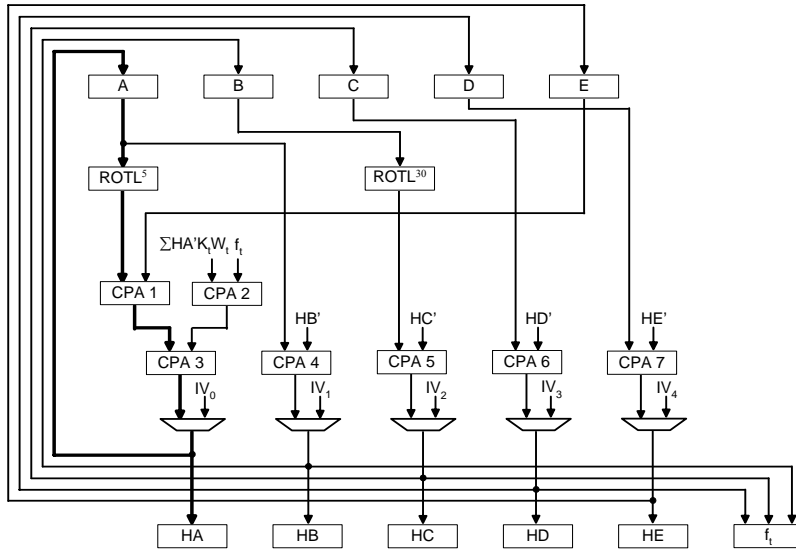 A B C D E
ROTL⁵ ROTL³⁰
∑HA'KₜWₜ fₜ
CPA 1 CPA 2
HB' HC' HD' HE'
CPA 3 CPA 4 CPA 5 CPA 6 CPA 7
IV₀ IV₁ IV₂ IV₃ IV₄
HA HB HC HD HE fₜ